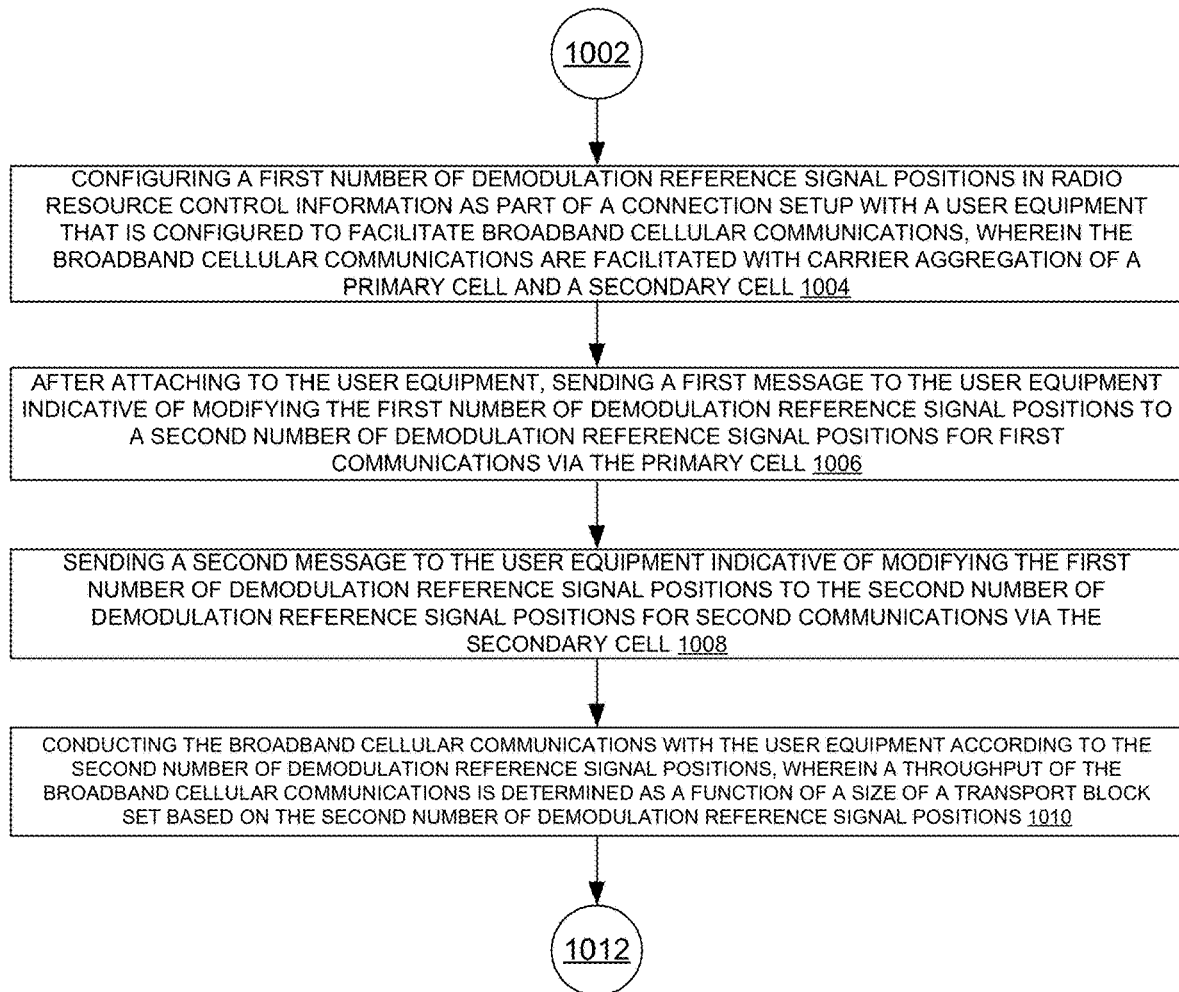 1002
CONFIGURING A FIRST NUMBER OF DEMODULATION REFERENCE SIGNAL POSITIONS IN RADIO
RESOURCE CONTROL INFORMATION AS PART OF A CONNECTION SETUP WITH A USER EQUIPMENT
THAT IS CONFIGURED TO FACILITATE BROADBAND CELLULAR COMMUNICATIONS, WHEREIN THE
BROADBAND CELLULAR COMMUNICATIONS ARE FACILITATED WITH CARRIER AGGREGATION OF A
PRIMARY CELL AND A SECONDARY CELL 1004
AFTER ATTACHING TO THE USER EQUIPMENT, SENDING A FIRST MESSAGE TO THE USER EQUIPMENT
INDICATIVE OF MODIFYING THE FIRST NUMBER OF DEMODULATION REFERENCE SIGNAL POSITIONS TO
A SECOND NUMBER OF DEMODULATION REFERENCE SIGNAL POSITIONS FOR FIRST
COMMUNICATIONS VIA THE PRIMARY CELL 1006
SENDING A SECOND MESSAGE TO THE USER EQUIPMENT INDICATIVE OF MODIFYING THE FIRST
NUMBER OF DEMODULATION REFERENCE SIGNAL POSITIONS TO THE SECOND NUMBER OF
DEMODULATION REFERENCE SIGNAL POSITIONS FOR SECOND COMMUNICATIONS VIA THE
SECONDARY CELL 1008
CONDUCTING THE BROADBAND CELLULAR COMMUNICATIONS WITH THE USER EQUIPMENT ACCORDING TO THE
SECOND NUMBER OF DEMODULATION REFERENCE SIGNAL POSITIONS, WHEREIN A THROUGHPUT OF THE
BROADBAND CELLULAR COMMUNICATIONS IS DETERMINED AS A FUNCTION OF A SIZE OF A TRANSPORT BLOCK
SET BASED ON THE SECOND NUMBER OF DEMODULATION REFERENCE SIGNAL POSITIONS 1010
1012